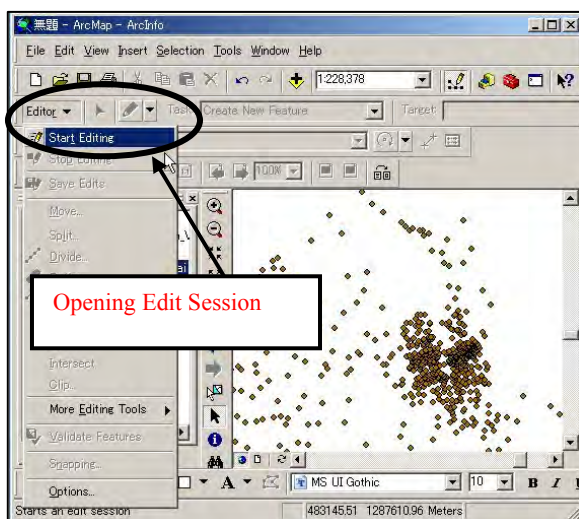 無題 - ArcMap - ArcInfo
File Edit View Insert Selection Tools Window Help
1:228,378
Editor Task: Create New Feature Target:
Start Editing
Stop Editing
Save Edits
100%
Move...
Split...
Divide...
Opening Edit Session
Intersect
Clip...
More Editing Tools
Validate Features
Snapping...
Options...
A MS UI Gothic 10 B I
Starts an edit session 483145.51 1287610.96 Meters